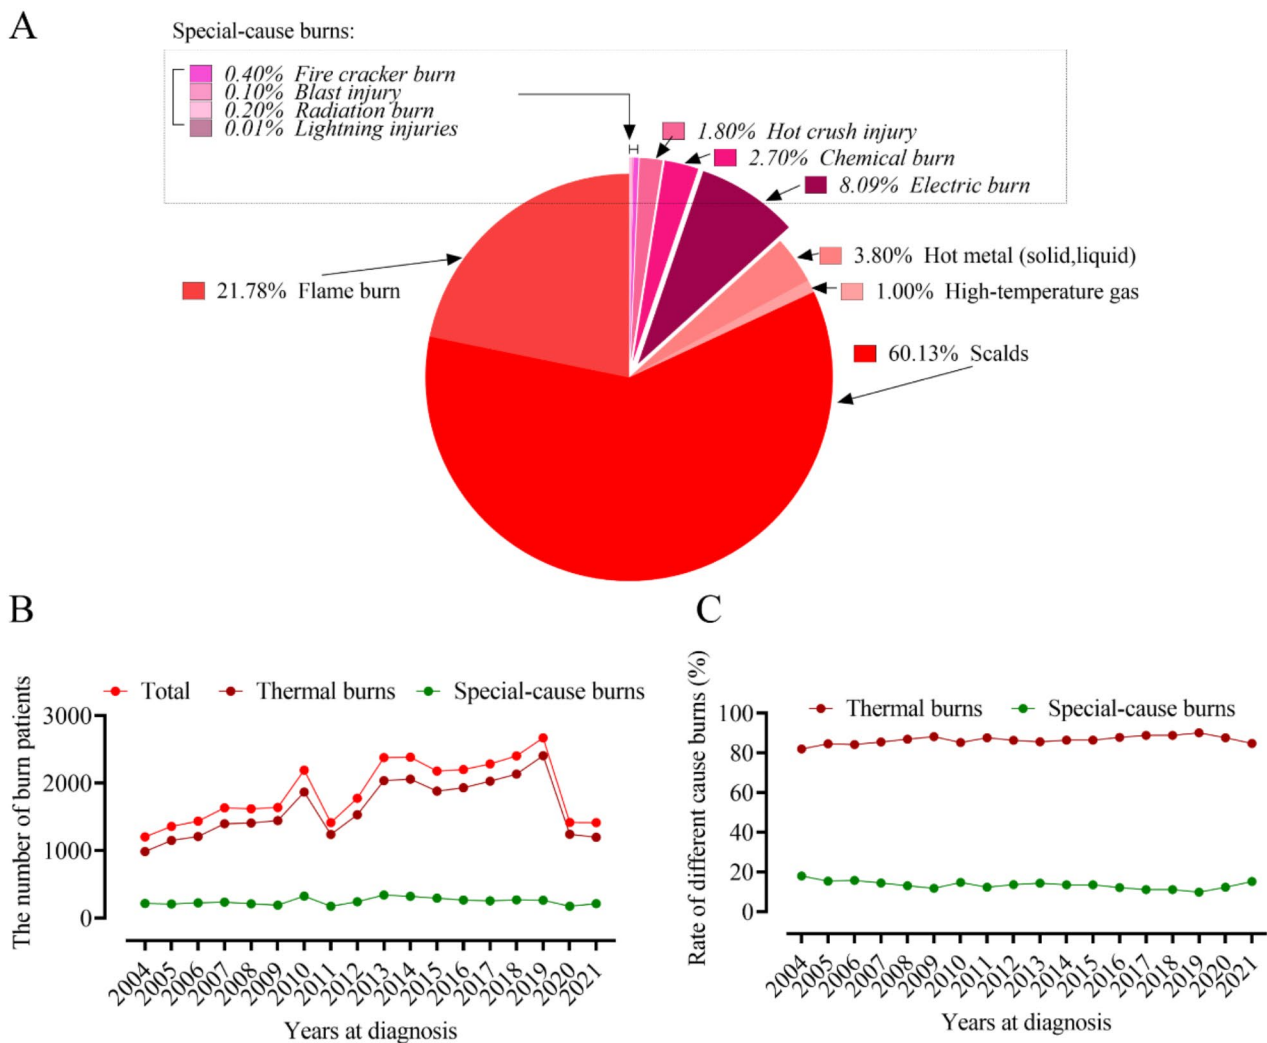 A
Special-cause burns:
0.40% Fire cracker burn
0.10% Blast injury
0.20% Radiation burn
0.01% Lightning injuries
1.80% Hot crush injury
2.70% Chemical burn
8.09% Electric burn
3.80% Hot metal (solid,liquid)
1.00% High-temperature gas
21.78% Flame burn
60.13% Scalds
B
Total Thermal burns Special-cause burns
The number of burn patients
3000
2000
1000
0
2004 2005 2006 2007 2008 2009 2010 2011 2012 2013 2014 2015 2016 2017 2018 2019 2020 2021
Years at diagnosis
C
Thermal burns Special-cause burns
Rate of different cause burns (%)
100
80
60
40
20
0
2004 2005 2006 2007 2008 2009 2010 2011 2012 2013 2014 2015 2016 2017 2018 2019 2020 2021
Years at diagnosis